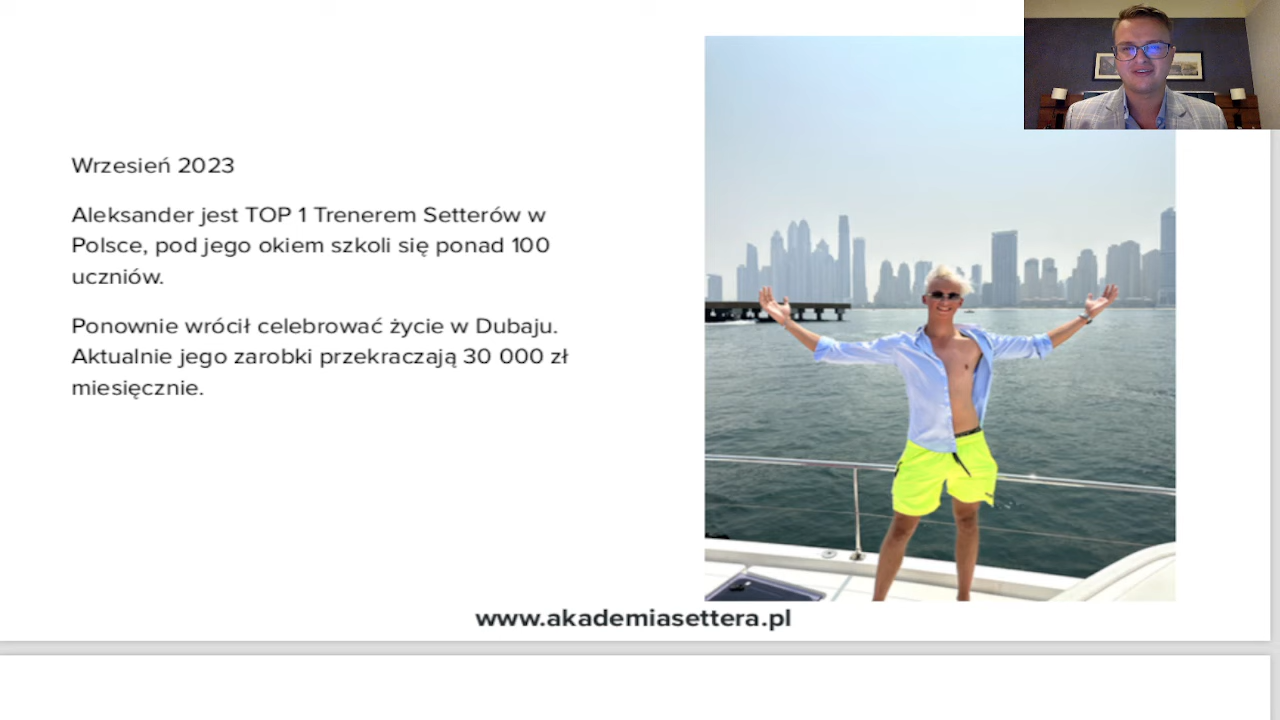 Wrzesień 2023
Aleksander jest TOP 1 Trenerem Setterów w
Polsce, pod jego okiem szkoli się ponad 100
uczniów.
Ponownie wrócił celebrować życie w Dubaju.
Aktualnie jego zarobki przekraczają 30 000 zł
miesięcznie.
www.akademiasettera.pl